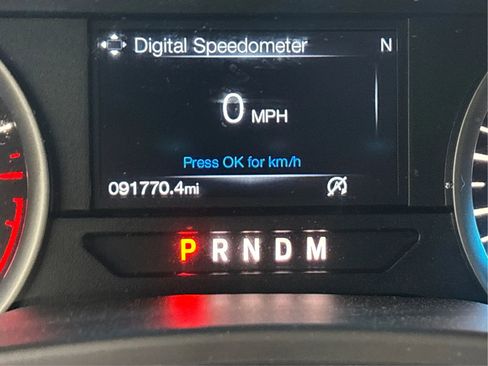 Digital Speedometer N
0 MPH
Press OK for km/h
091770.4mi
P R N D M